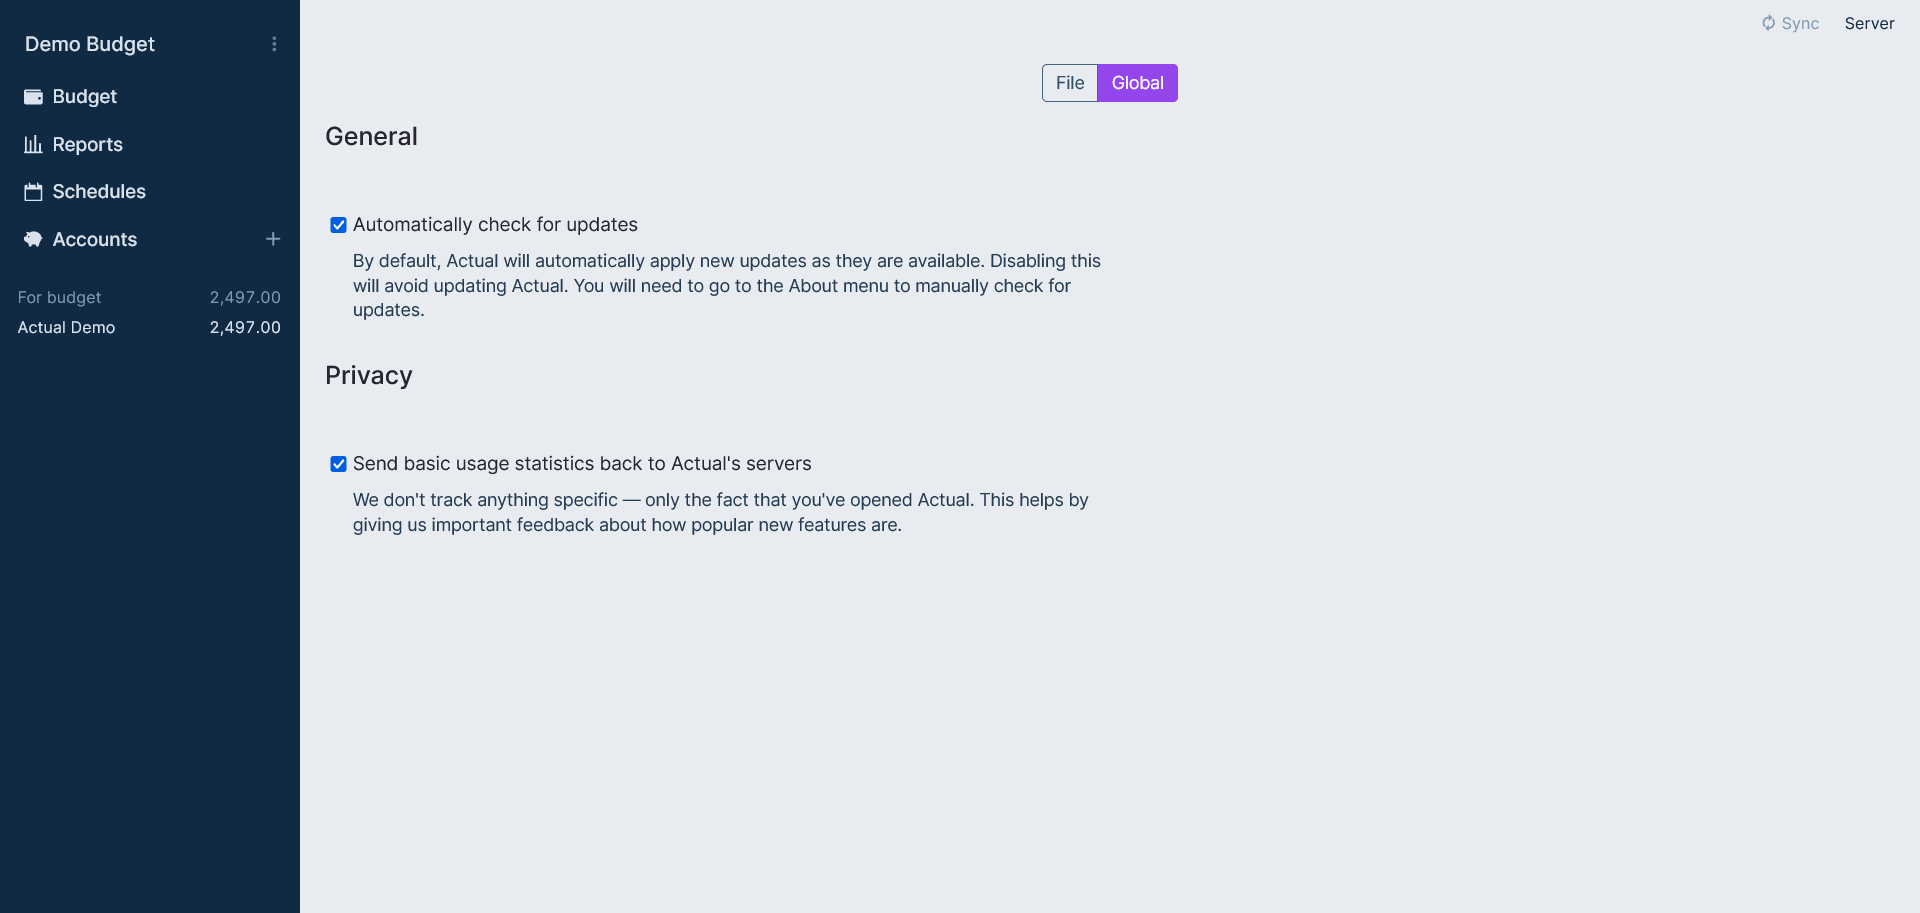 Demo Budget
Budget
Reports
Schedules
Accounts
For budget 2,497.00
Actual Demo 2,497.00
Sync Server
File Global
General
Automatically check for updates
By default, Actual will automatically apply new updates as they are available. Disabling this
will avoid updating Actual. You will need to go to the About menu to manually check for
updates.
Privacy
Send basic usage statistics back to Actual's servers
We don't track anything specific — only the fact that you've opened Actual. This helps by
giving us important feedback about how popular new features are.